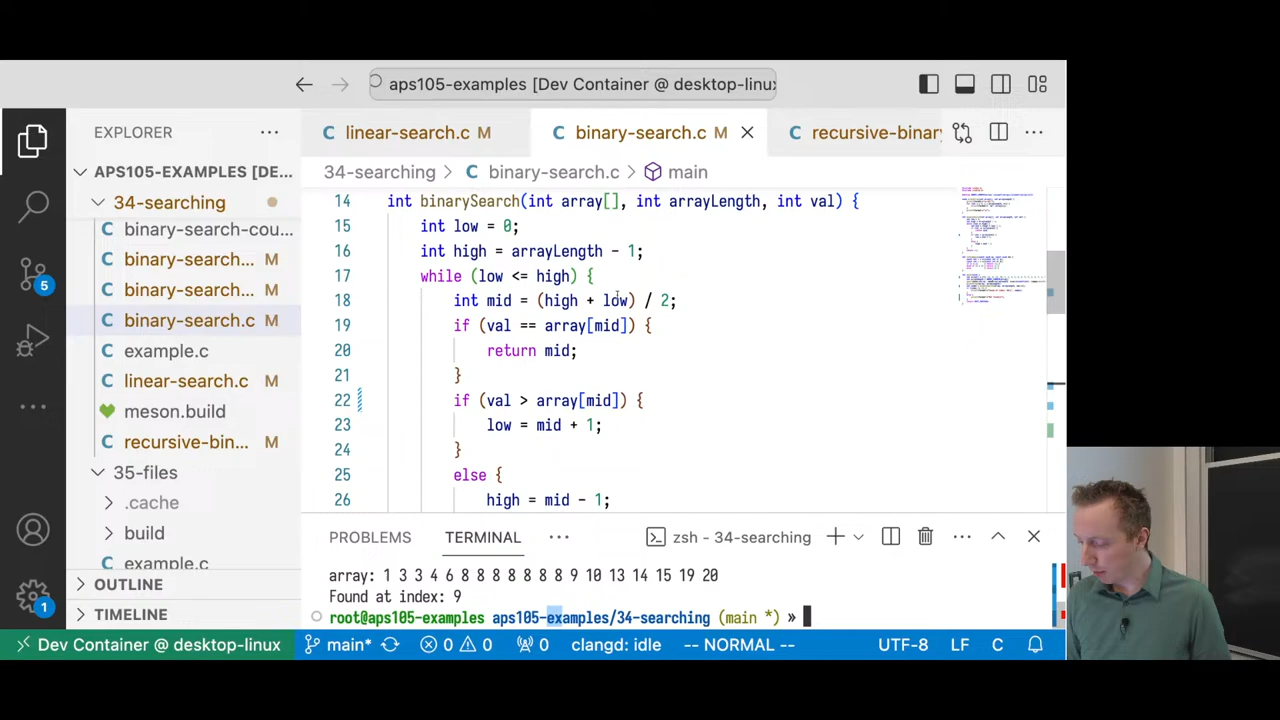 aps105-examples [Dev Container @ desktop-linux
EXPLORER
linear-search.c M
binary-search.c M
recursive-binary
APS105-EXAMPLES [DE...
34-searching > C binary-search.c > main
34-searching
binary-search-cou...
binary-sear... M
binary-sear... M
binary-search.c M
example.c
linear-search.c M
meson.build
recursive-bin... M
35-files
.cache
build
example.c
OUTLINE
TIMELINE
5
1
14 int binarySearch(int array[], int arrayLength, int val) {
15 int low = 0;
16 int high = arrayLength - 1;
17 while (low <= high) {
18 int mid = (high + low) / 2;
19 if (val == array[mid]) {
20 return mid;
21 }
22 if (val > array[mid]) {
23 low = mid + 1;
24 }
25 else {
26 high = mid - 1;
PROBLEMS TERMINAL zsh - 34-searching
array: 1 3 3 4 6 8 8 8 8 8 8 8 9 10 13 14 15 19 20
Found at index: 9
root@aps105-examples aps105-examples/34-searching (main *) »
Dev Container @ desktop-linux main* 0 0 0 clangd: idle -- NORMAL -- UTF-8 LF C